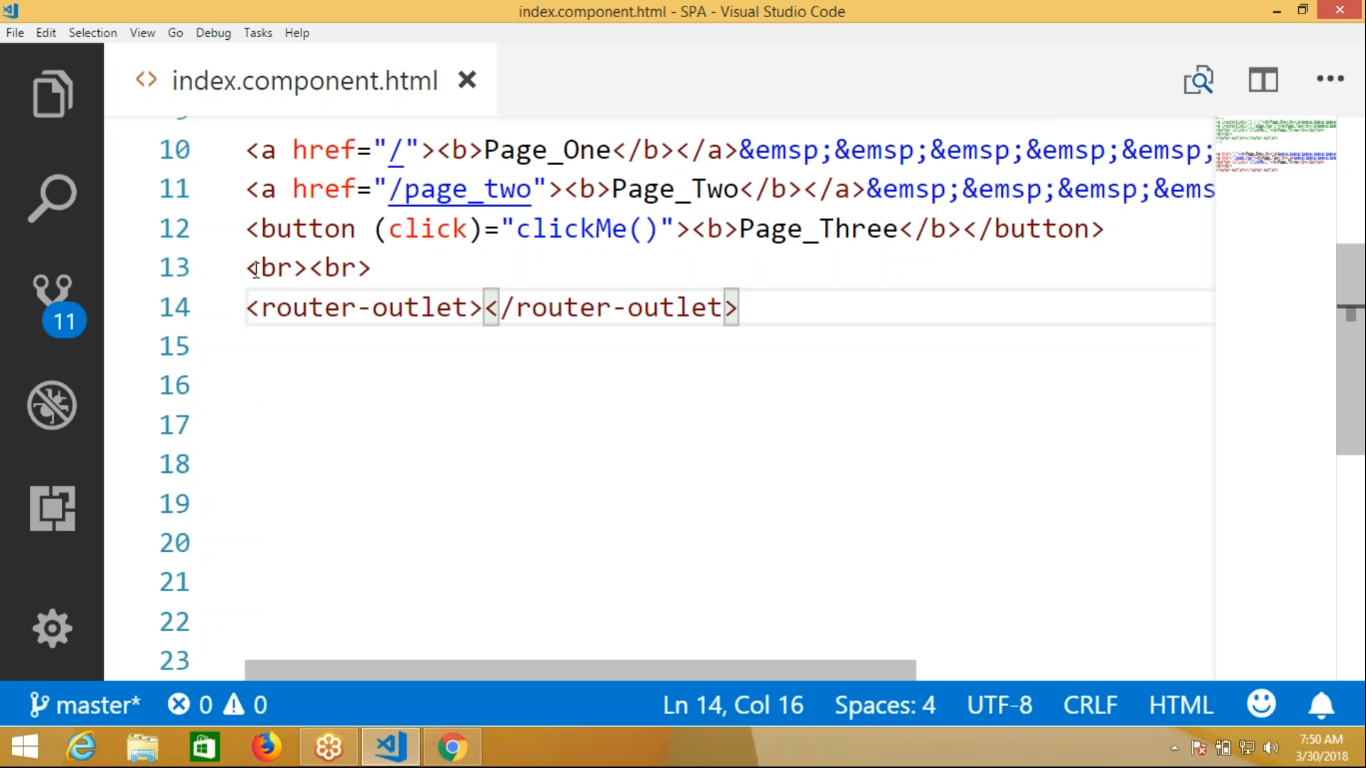 index.component.html - SPA - Visual Studio Code
File Edit Selection View Go Debug Tasks Help
index.component.html
10 <a href="/"><b>Page_One</b></a>&emsp;&emsp;&emsp;&emsp;&emsp;
11 <a href="/page_two"><b>Page_Two</b></a>&emsp;&emsp;&emsp;&ems
12 <button (click)="clickMe()"><b>Page_Three</b></button>
13 <br><br>
14 <router-outlet></router-outlet>
15
16
17
18
19
20
21
22
23
11
master* 0 0 Ln 14, Col 16 Spaces: 4 UTF-8 CRLF HTML
7:50 AM
3/30/2018